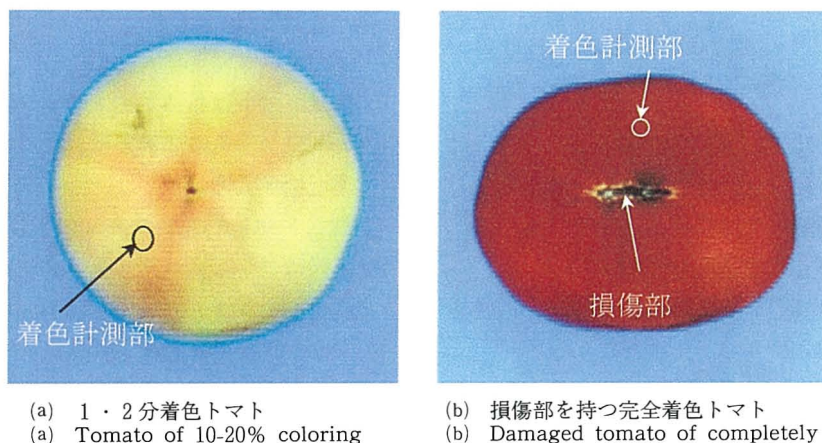 着色計測部
着色計測部
損傷部
(a) 1・2分着色トマト
(a) Tomato of 10-20% coloring
(b) 損傷部を持つ完全着色トマト
(b) Damaged tomato of completely